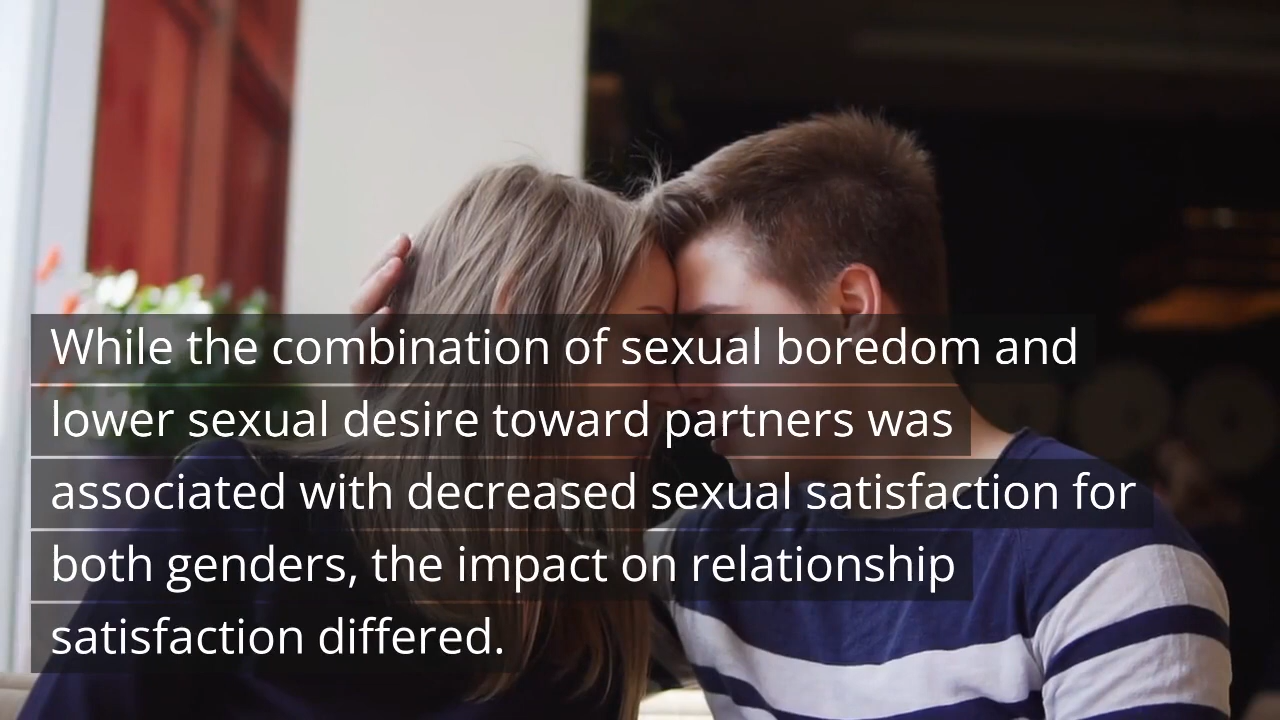 While the combination of sexual boredom and
lower sexual desire toward partners was
associated with decreased sexual satisfaction for
both genders, the impact on relationship
satisfaction differed.